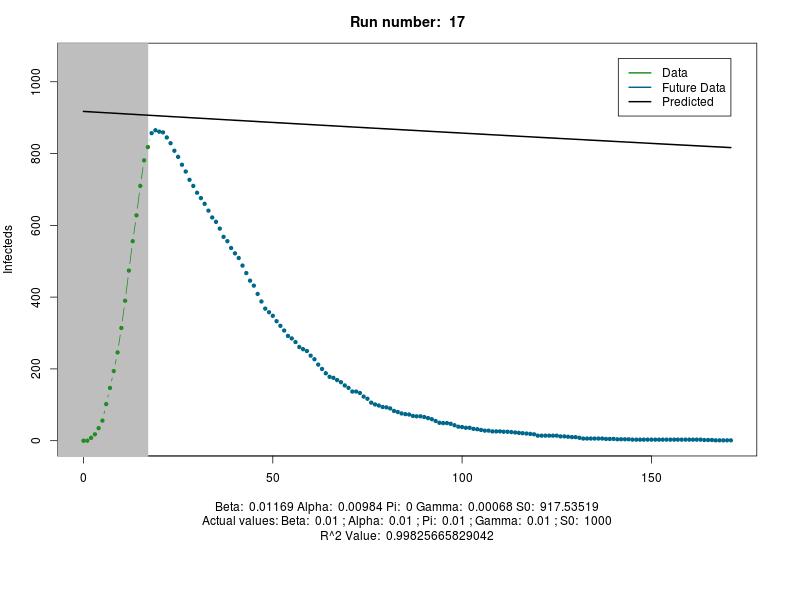 Run number: 17
Data
Future Data
Predicted
Infecteds
0
200
400
600
800
1000
0 50 100 150
Beta: 0.01169 Alpha: 0.00984 Pi: 0 Gamma: 0.00068 S0: 917.53519
Actual values: Beta: 0.01 ; Alpha: 0.01 ; Pi: 0.01 ; Gamma: 0.01 ; S0: 1000
R^2 Value: 0.99825665829042